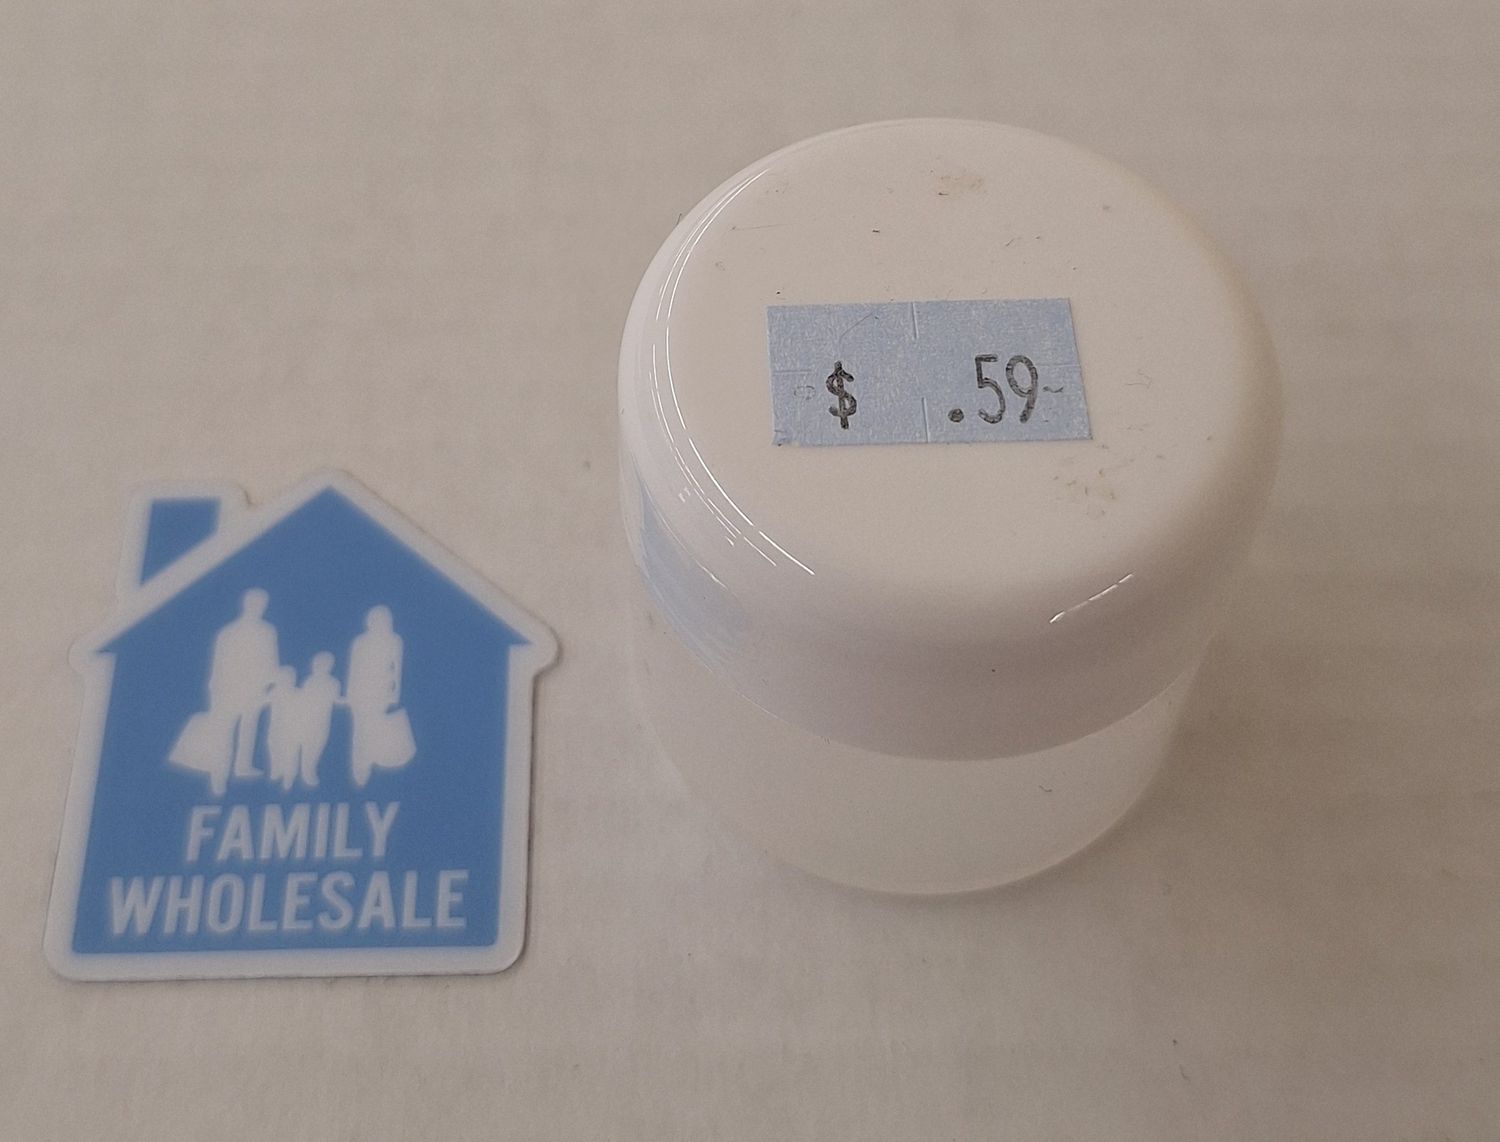 $ .59
FAMILY
WHOLESALE